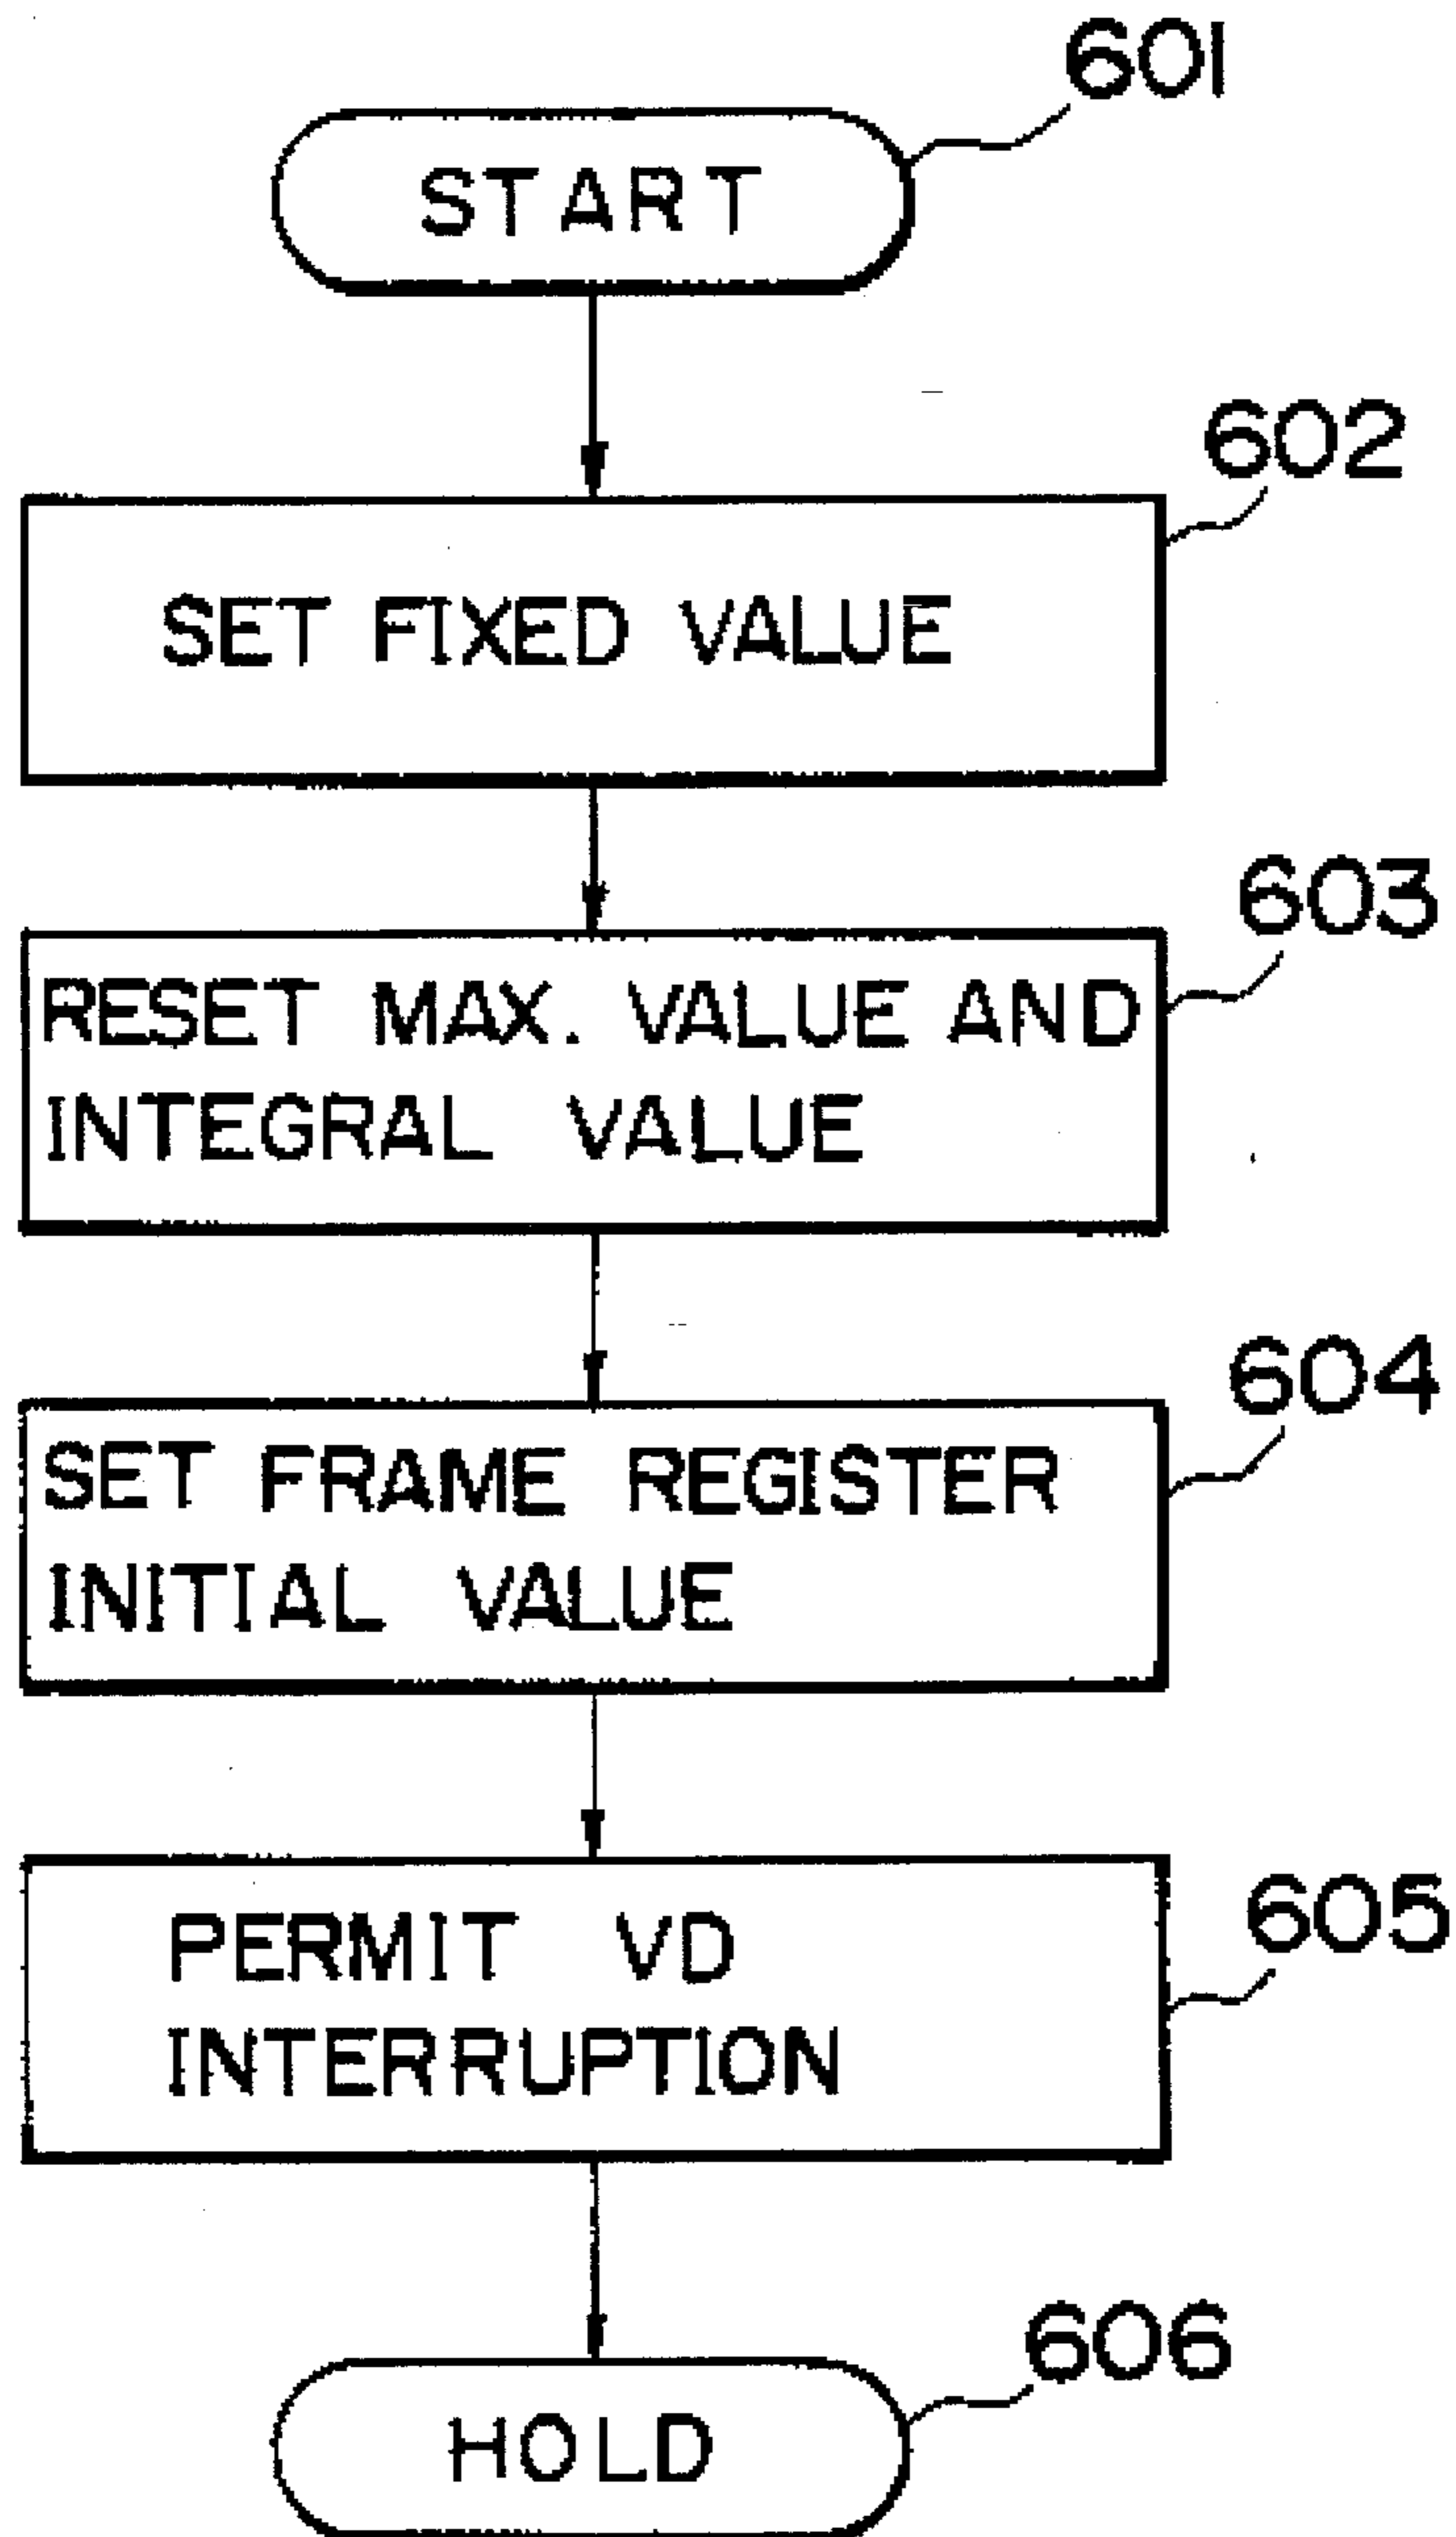 601
START
602
SET FIXED VALUE
603
RESET MAX. VALUE AND
INTEGRAL VALUE
604
SET FRAME REGISTER
INITIAL VALUE
605
PERMIT VD
INTERRUPTION
606
HOLD